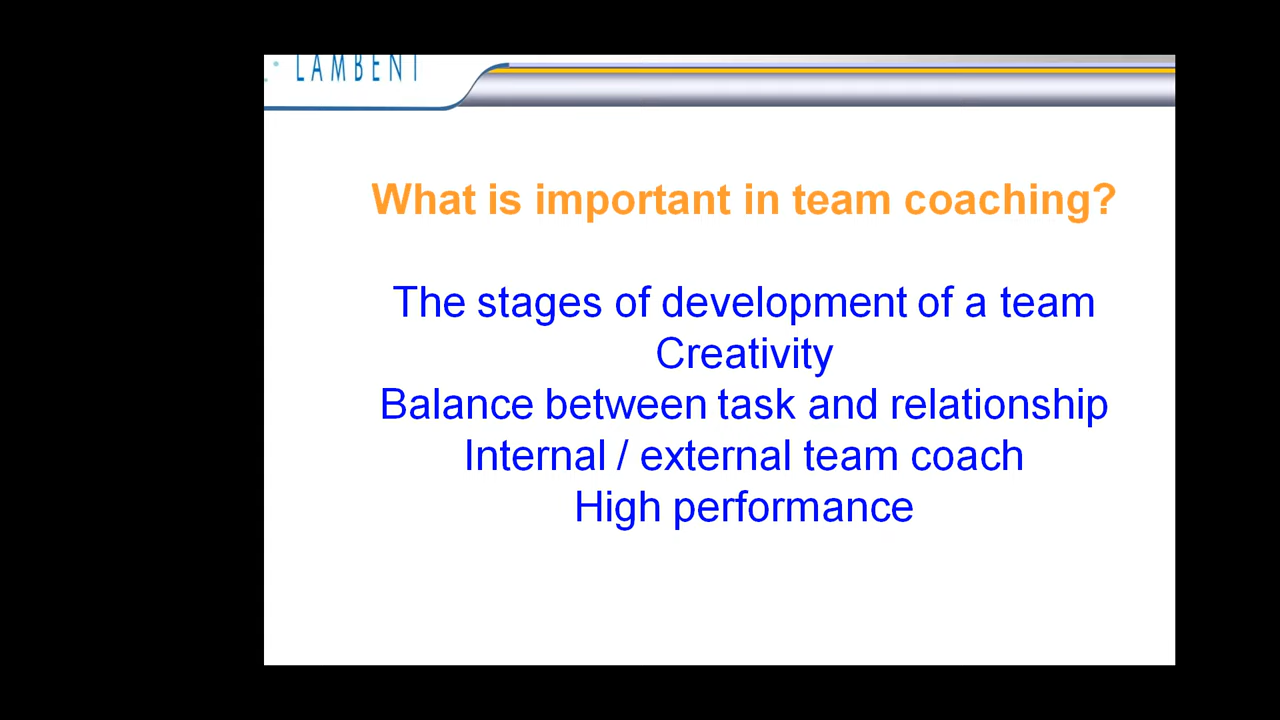 LAMBENT
What is important in team coaching?
The stages of development of a team
Creativity
Balance between task and relationship
Internal / external team coach
High performance